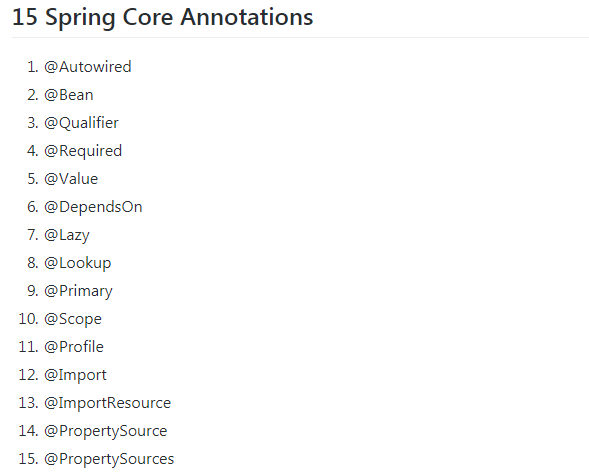 15 Spring Core Annotations
1. @Autowired
2. @Bean
3. @Qualifier
4. @Required
5. @Value
6. @DependsOn
7. @Lazy
8. @Lookup
9. @Primary
10. @Scope
11. @Profile
12. @Import
13. @ImportResource
14. @PropertySource
15. @PropertySources